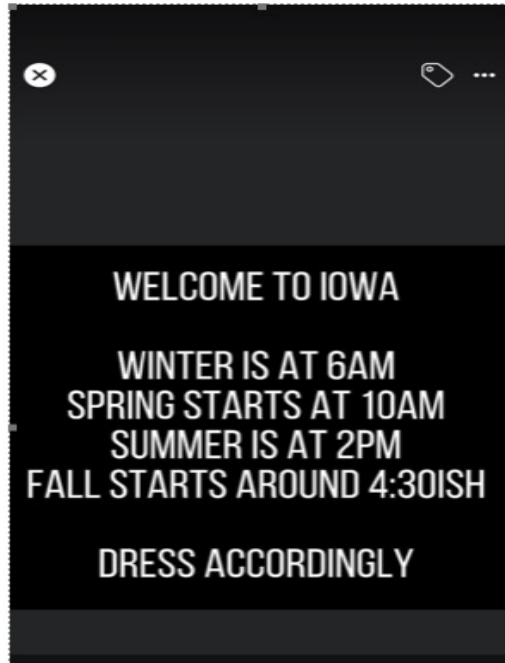 WELCOME TO IOWA
WINTER IS AT 6AM
SPRING STARTS AT 10AM
SUMMER IS AT 2PM
FALL STARTS AROUND 4:30ISH
DRESS ACCORDINGLY